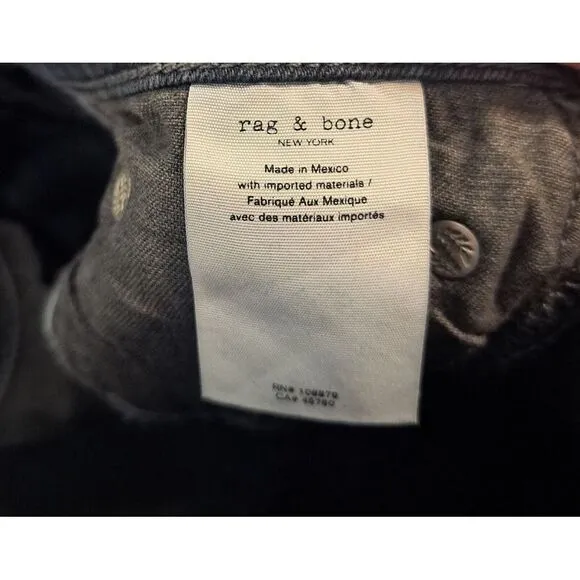 rag & bone
NEW YORK
Made in Mexico
with imported materials /
Fabriqué Aux Mexique
avec des matériaux importés
RN#
CA#